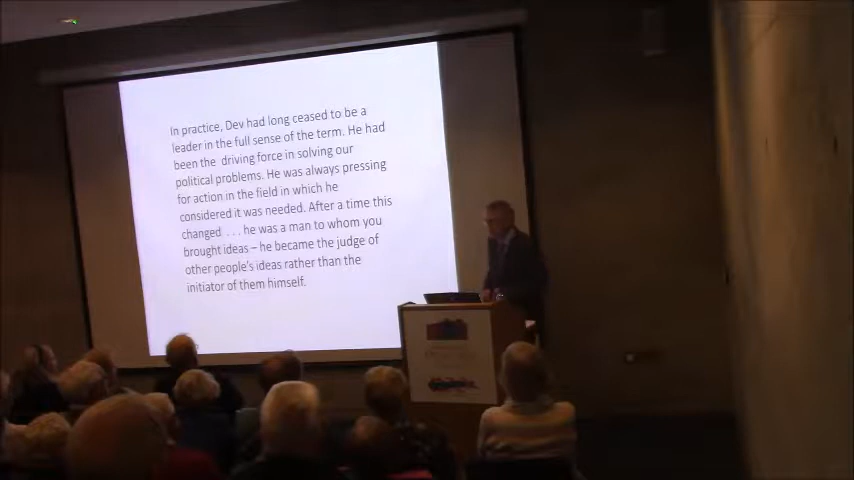 In practice, Dev had long ceased to be a
leader in the full sense of the term. He had
been the driving force in solving our
political problems. He was always pressing
for action in the field in which he
considered it was needed. After a time this
changed . . . he was a man to whom you
brought ideas – he became the judge of
other people's ideas rather than the
initiator of them himself.